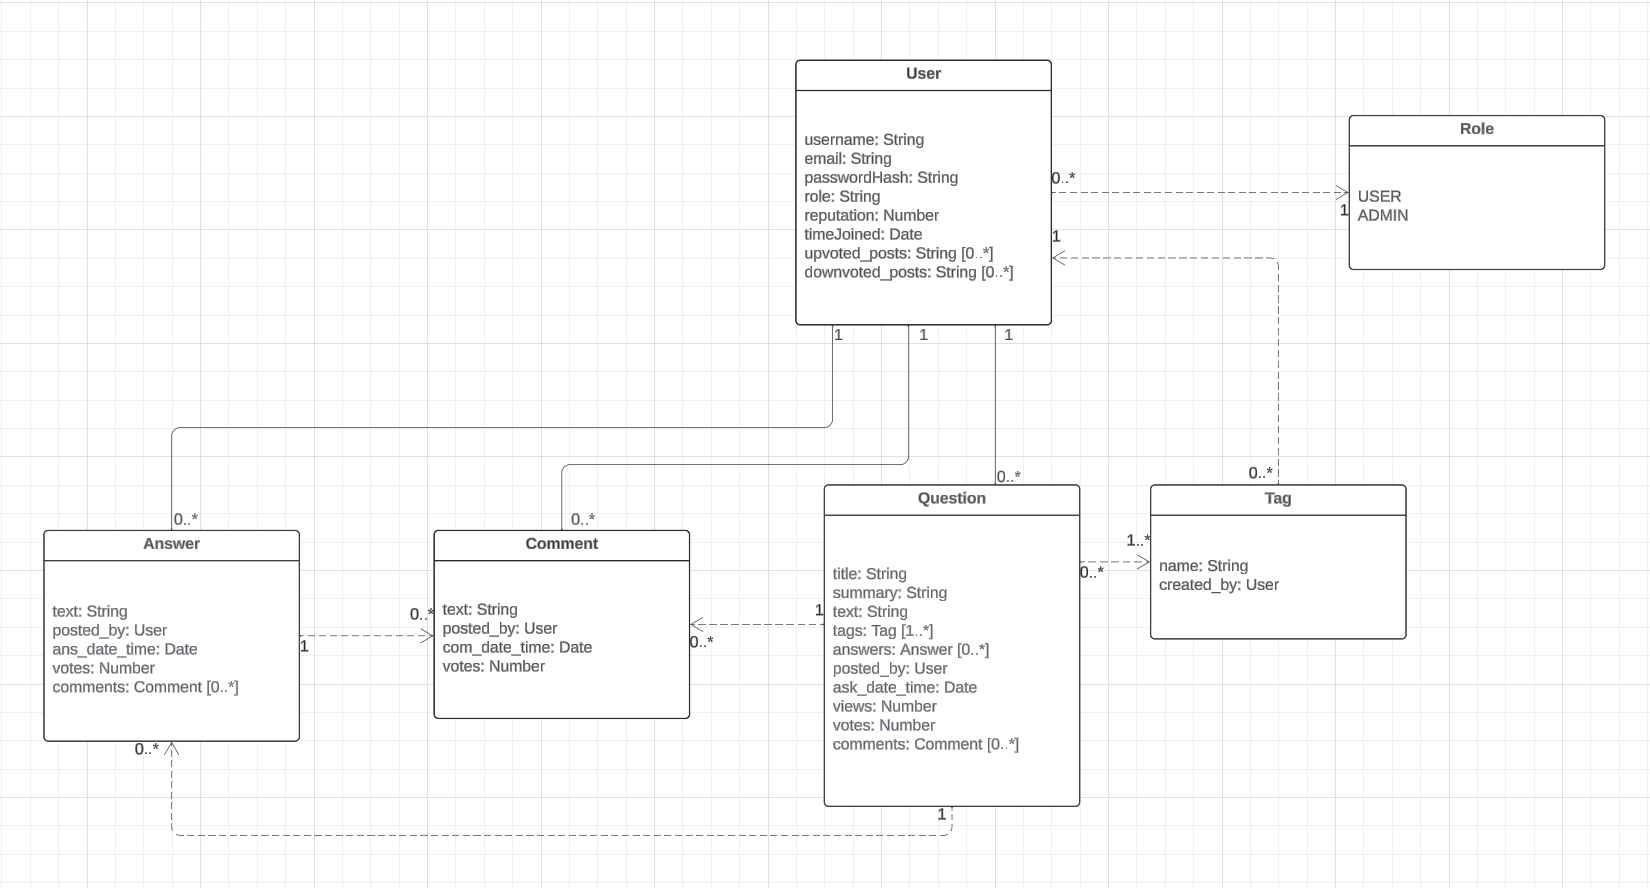 User
username: String
email: String
passwordHash: String
role: String
reputation: Number
timeJoined: Date
upvoted_posts: String [0..*]
downvoted_posts: String [0..*]
Role
USER
ADMIN
0..*
1
1
1
1
1
0..*
0..*
0..*
0..*
Answer
text: String
posted_by: User
ans_date_time: Date
votes: Number
comments: Comment [0..*]
0..*
1
Comment
text: String
posted_by: User
com_date_time: Date
votes: Number
1
0..*
Question
title: String
summary: String
text: String
tags: Tag [1..*]
answers: Answer [0..*]
posted_by: User
ask_date_time: Date
views: Number
votes: Number
comments: Comment [0..*]
1..*
0..*
Tag
name: String
created_by: User
0..*
1